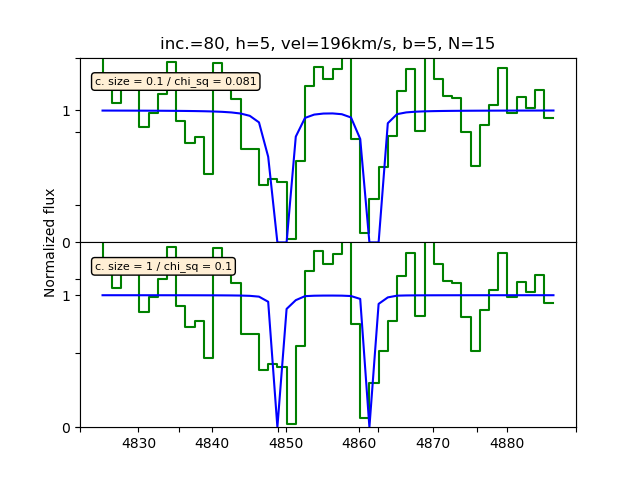 inc.=80, h=5, vel=196km/s, b=5, N=15
c. size = 0.1 / chi_sq = 0.081
1
0
Normalized flux
c. size = 1 / chi_sq = 0.1
1
0
4830 4840 4850 4860 4870 4880